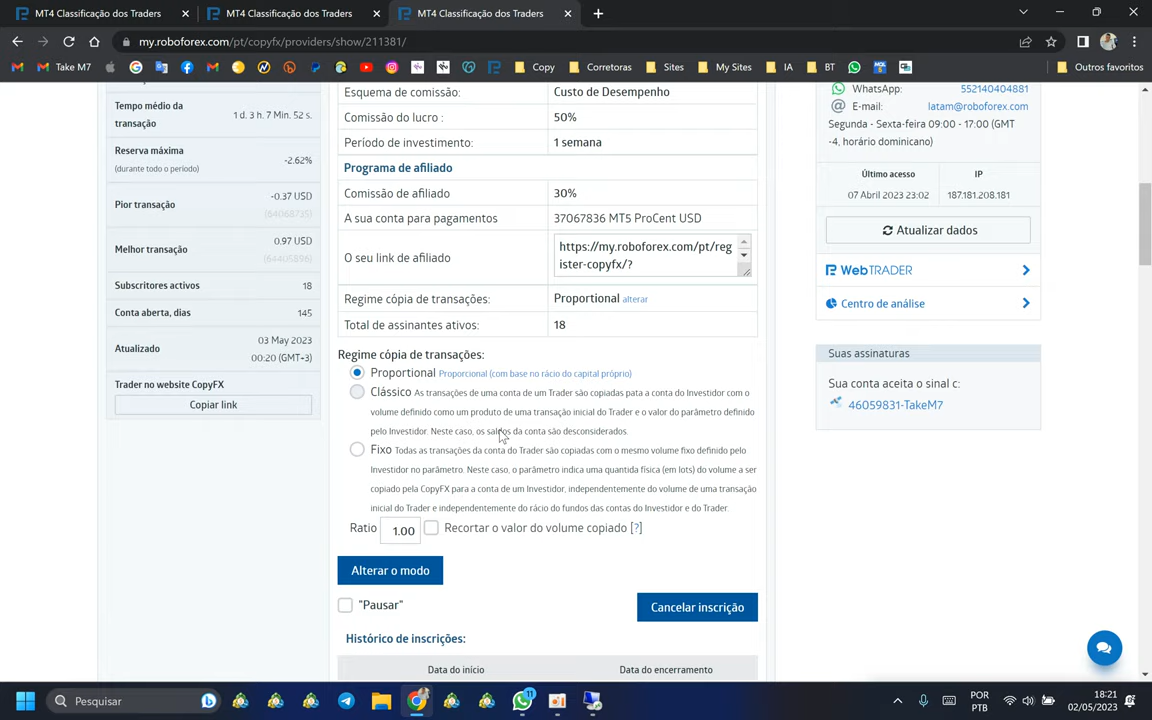 MT4 Classificação dos Traders
MT4 Classificação dos Traders
MT4 Classificação dos Traders
my.roboforex.com/pt/copyfx/providers/show/211381/
Take M7
Copy
Corretoras
Sites
My Sites
IA
BT
Outros favoritos
Tempo médio da
transação
1 d. 3 h. 7 Min. 52 s.
Reserva máxima
(durante todo o período)
-2.62%
Pior transação
-0.37 USD
(64068735)
Melhor transação
0.97 USD
(64405896)
Subscritores activos
18
Conta aberta, dias
145
Atualizado
03 May 2023
00:20 (GMT+3)
Trader no website CopyFX
Copiar link
Esquema de comissão:
Custo de Desempenho
Comissão do lucro :
50%
Período de investimento:
1 semana
Programa de afiliado
Comissão de afiliado
30%
A sua conta para pagamentos
37067836 MT5 ProCent USD
O seu link de afiliado
https://my.roboforex.com/pt/reg
ister-copyfx/?
Regime cópia de transações:
Proportional alterar
Total de assinantes ativos:
18
Regime cópia de transações:
Proportional Proporcional (com base no rácio do capital próprio)
Clássico As transações de uma conta de um Trader são copiadas pata a conta do Investidor com o
volume definido como um produto de uma transação inicial do Trader e o valor do parâmetro definido
pelo Investidor. Neste caso, os saldos da conta são desconsiderados.
Fixo Todas as transações da conta do Trader são copiadas com o mesmo volume fixo definido pelo
Investidor no parâmetro. Neste caso, o parâmetro indica uma quantida física (em lots) do volume a ser
copiado pela CopyFX para a conta de um Investidor, independentemente do volume de uma transação
inicial do Trader e independentemente do rácio do fundos das contas do Investidor e do Trader.
Ratio
1.00
Recortar o valor do volume copiado [?]
Alterar o modo
"Pausar"
Cancelar inscrição
Histórico de inscrições:
Data do início
Data do encerramento
WhatsApp:
552140404881
E-mail:
latam@roboforex.com
Segunda - Sexta-feira 09:00 - 17:00 (GMT
-4, horário dominicano)
Último acesso
IP
07 Abril 2023 23:02
187.181.208.181
Atualizar dados
WebTRADER
Centro de análise
Suas assinaturas
Sua conta aceita o sinal c:
46059831-TakeM7
Pesquisar
11
POR
PTB
18:21
02/05/2023